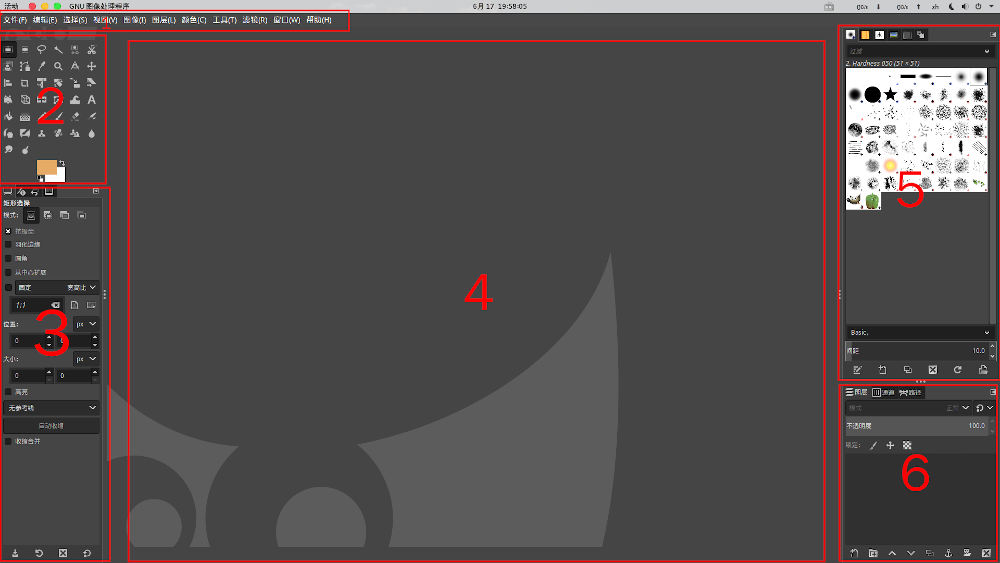 活动 GNU 图像处理程序 6月 17 19:58:05 zh
文件(F) 编辑(E) 选择(S) 视图(V) 图像(I) 图层(L) 颜色(C) 工具(T) 滤镜(R) 窗口(W) 帮助(H)
1
2
矩形选择
模式:
抗锯齿
羽化边缘
圆角
从中心扩展
固定 宽高比
1:1
位置: px
0 0
3
大小: px
0 0
高亮
无参考线
自动收缩
收缩合并
4
过滤
2. Hardness 050 (51 × 51)
5
Basic,
间距 10.0
图层 通道 路径
模式 正常
不透明度 100.0
锁定:
6